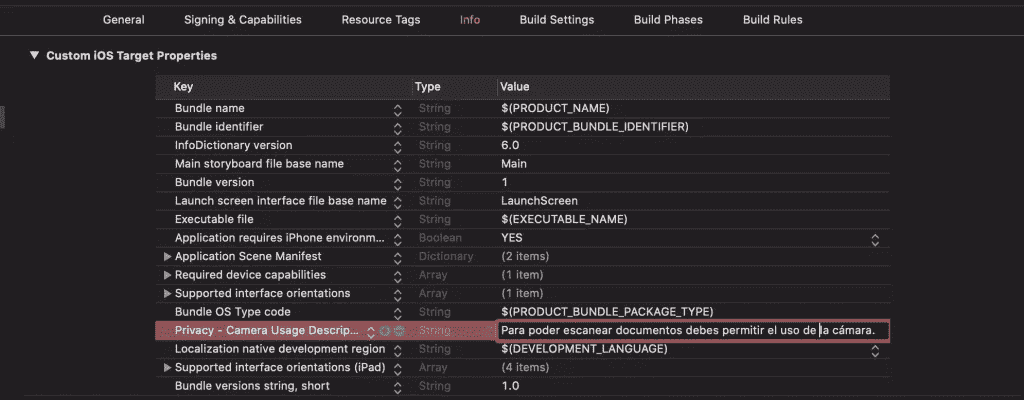 General Signing & Capabilities Resource Tags Info Build Settings Build Phases Build Rules
Custom iOS Target Properties
Key Type Value
Bundle name String $(PRODUCT_NAME)
Bundle identifier String $(PRODUCT_BUNDLE_IDENTIFIER)
InfoDictionary version String 6.0
Main storyboard file base name String Main
Bundle version String 1
Launch screen interface file base name String LaunchScreen
Executable file String $(EXECUTABLE_NAME)
Application requires iPhone environm... Boolean YES
Application Scene Manifest Dictionary (2 items)
Required device capabilities Array (1 item)
Supported interface orientations Array (1 item)
Bundle OS Type code String $(PRODUCT_BUNDLE_PACKAGE_TYPE)
Privacy - Camera Usage Descrip... String Para poder escanear documentos debes permitir el uso de la cámara.
Localization native development region String $(DEVELOPMENT_LANGUAGE)
Supported interface orientations (iPad) Array (4 items)
Bundle versions string, short String 1.0